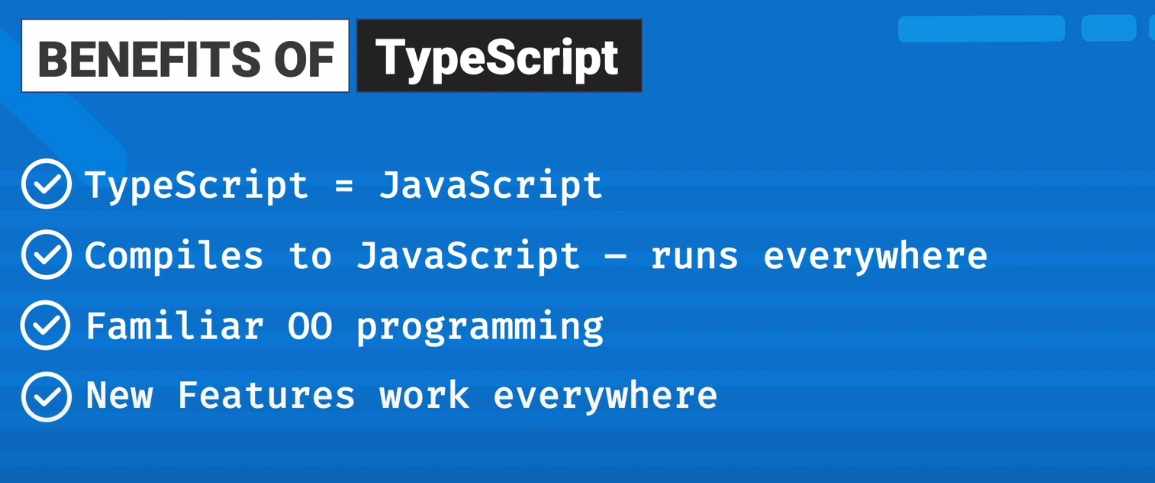 BENEFITS OF TypeScript
TypeScript = JavaScript
Compiles to JavaScript – runs everywhere
Familiar OO programming
New Features work everywhere